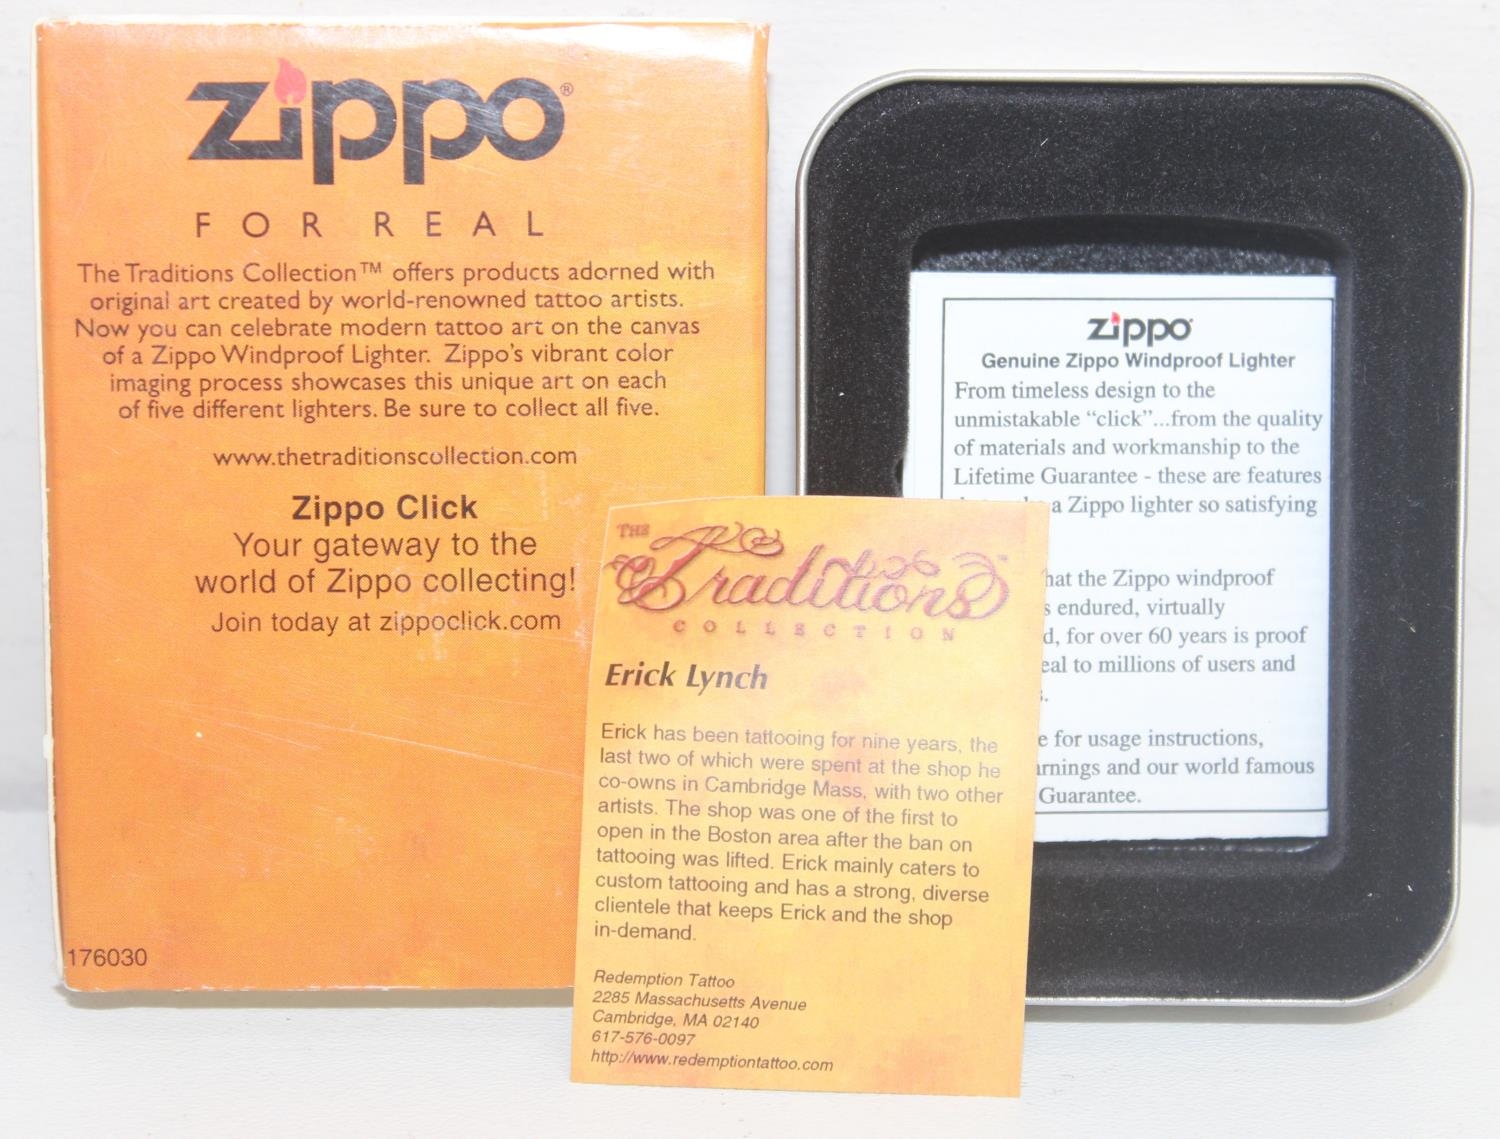 zippo®
FOR REAL
The Traditions Collection™ offers products adorned with
original art created by world-renowned tattoo artists.
Now you can celebrate modern tattoo art on the canvas
of a Zippo Windproof Lighter. Zippo's vibrant color
imaging process showcases this unique art on each
of five different lighters. Be sure to collect all five.
www.thetraditionscollection.com
Zippo Click
Your gateway to the
world of Zippo collecting!
Join today at zippoclick.com
176030
THE
Traditions™
COLLECTION
Erick Lynch
Erick has been tattooing for nine years, the
last two of which were spent at the shop he
co-owns in Cambridge Mass, with two other
artists. The shop was one of the first to
open in the Boston area after the ban on
tattooing was lifted. Erick mainly caters to
custom tattooing and has a strong, diverse
clientele that keeps Erick and the shop
in-demand.
Redemption Tattoo
2285 Massachusetts Avenue
Cambridge, MA 02140
617-576-0097
http://www.redemptiontattoo.com
zippo
Genuine Zippo Windproof Lighter
From timeless design to the
unmistakable “click”...from the quality
of materials and workmanship to the
Lifetime Guarantee - these are features
a Zippo lighter so satisfying
the Zippo windproof
endured, virtually
for over 60 years is proof
to millions of users and
for usage instructions,
and our world famous
Guarantee.